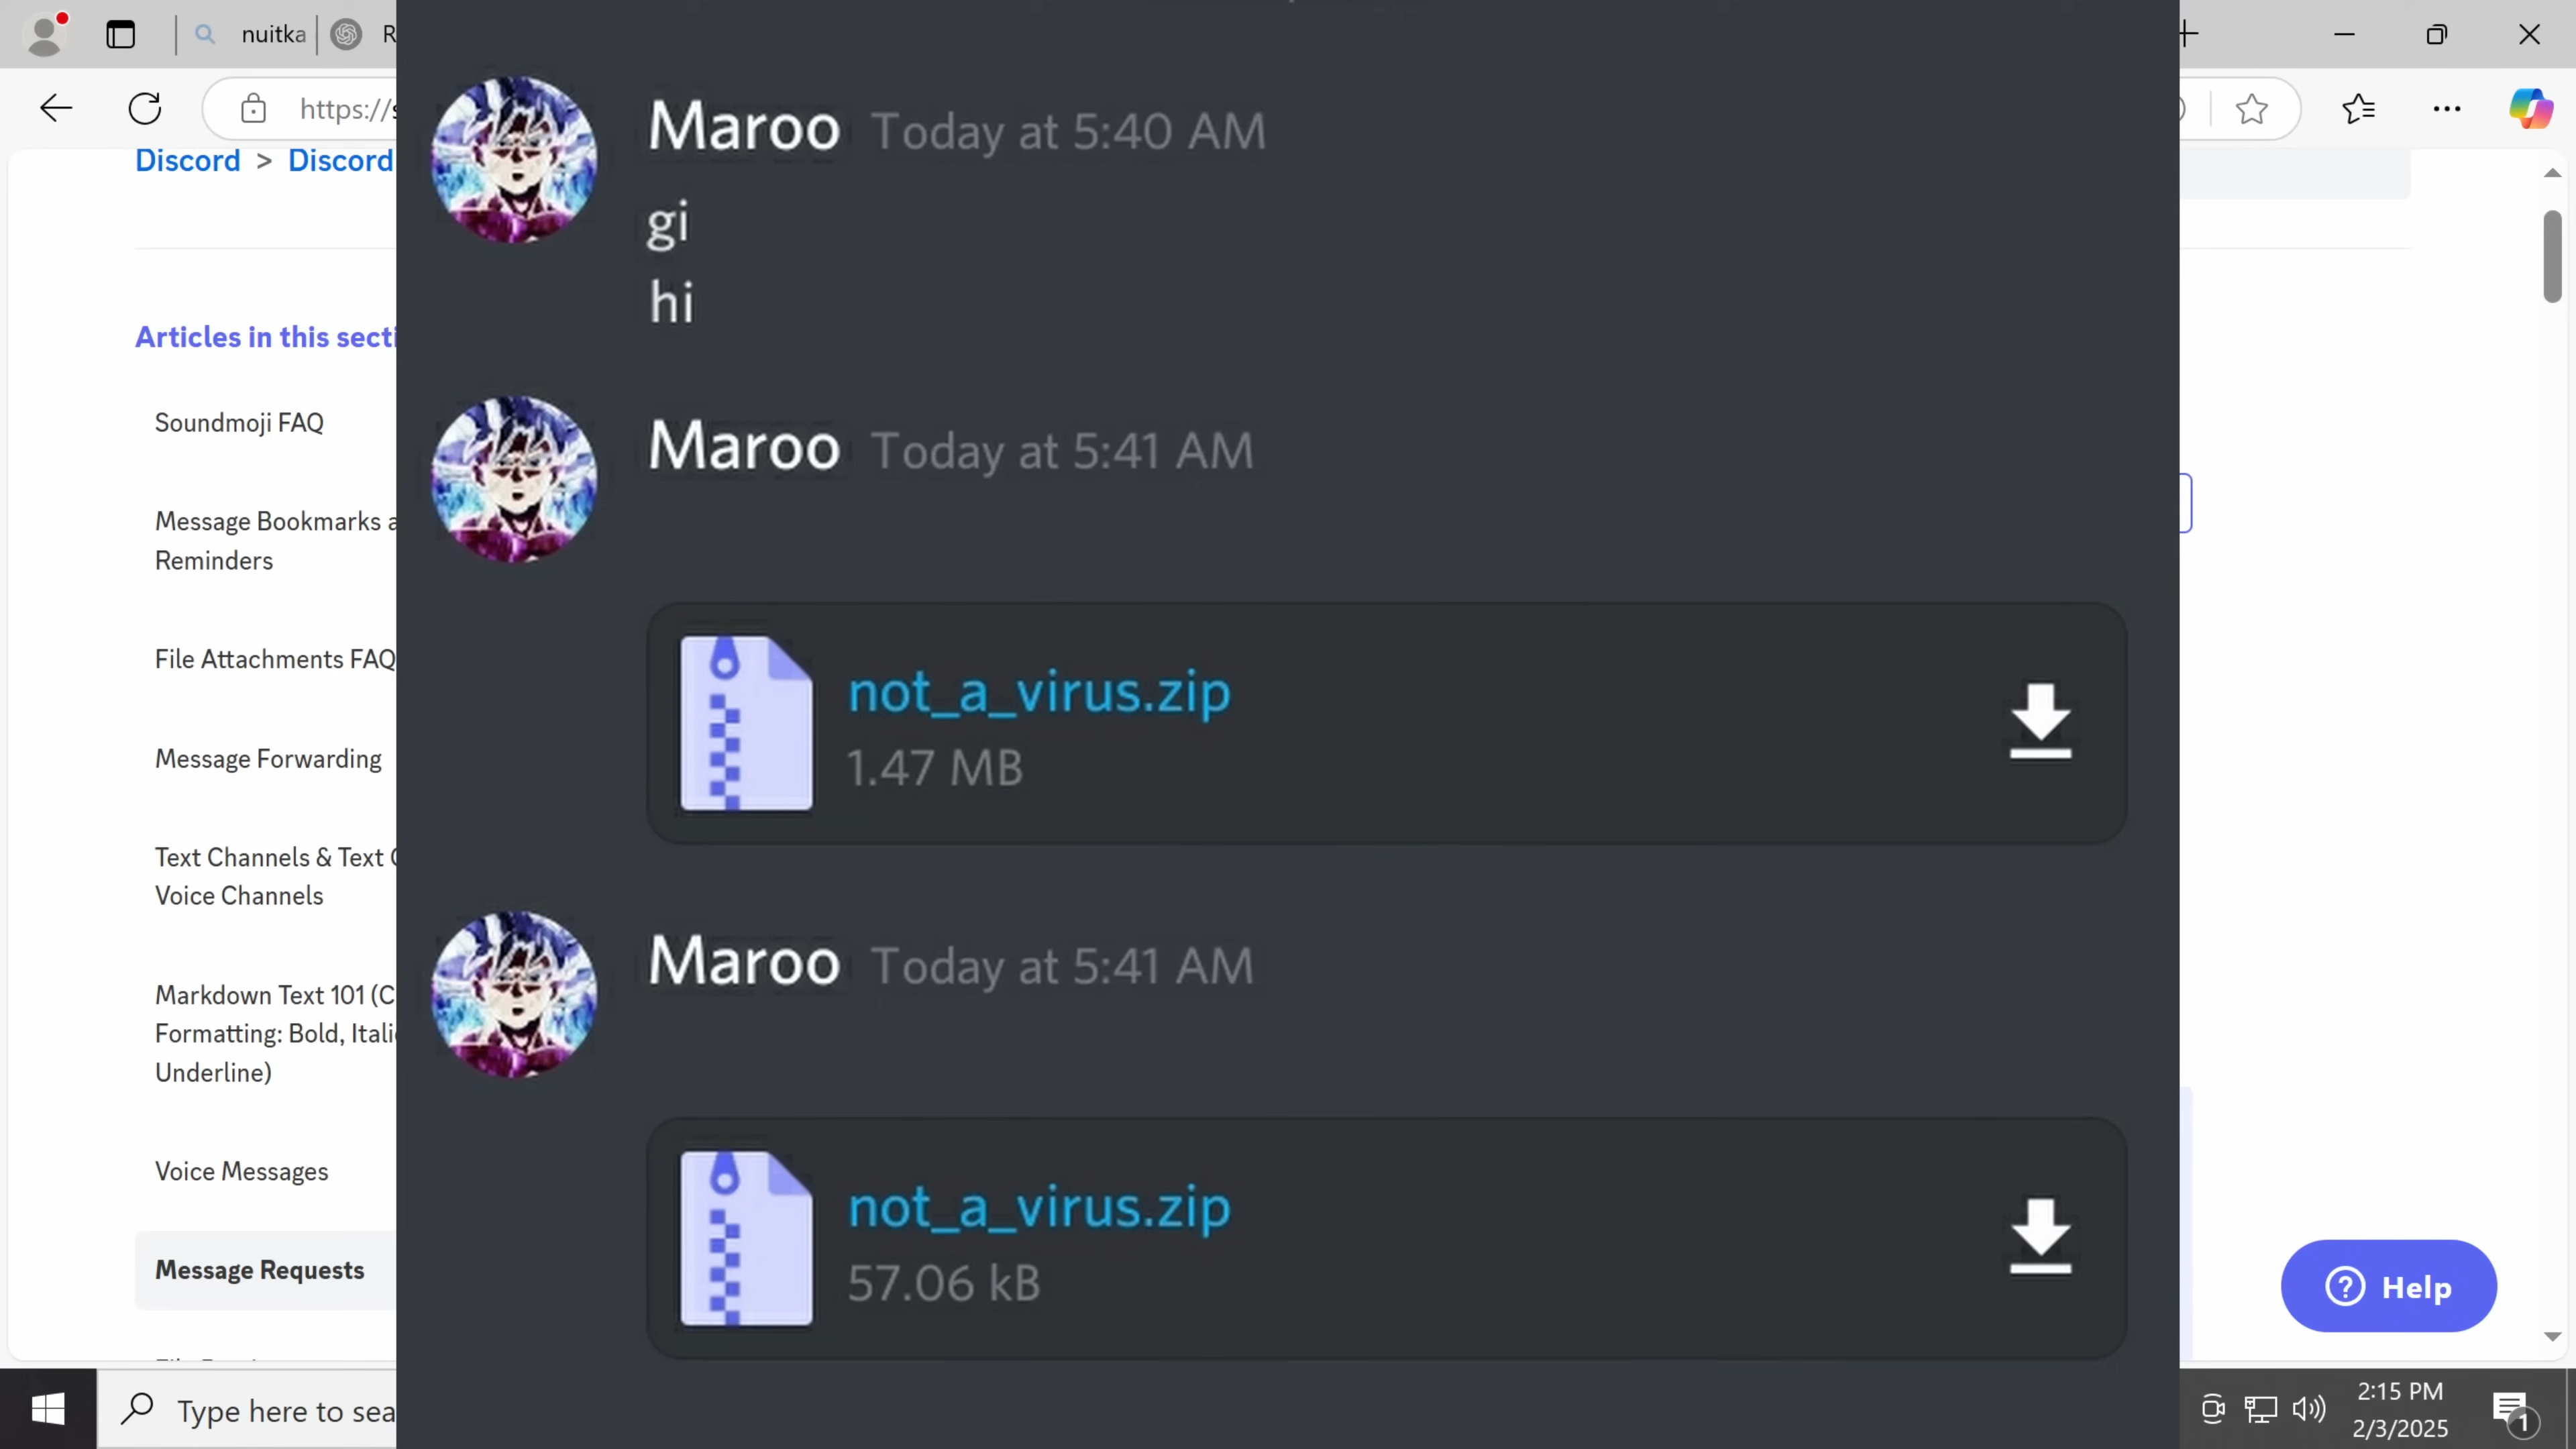 nuitka
R
https://s
Discord > Discord
Articles in this secti
Soundmoji FAQ
Message Bookmarks a
Reminders
File Attachments FAQ
Message Forwarding
Text Channels & Text C
Voice Channels
Markdown Text 101 (C
Formatting: Bold, Itali
Underline)
Voice Messages
Message Requests
Maroo Today at 5:40 AM
gi
hi
Maroo Today at 5:41 AM
not_a_virus.zip
1.47 MB
Maroo Today at 5:41 AM
not_a_virus.zip
57.06 kB
Help
Type here to sea
2:15 PM
2/3/2025
1